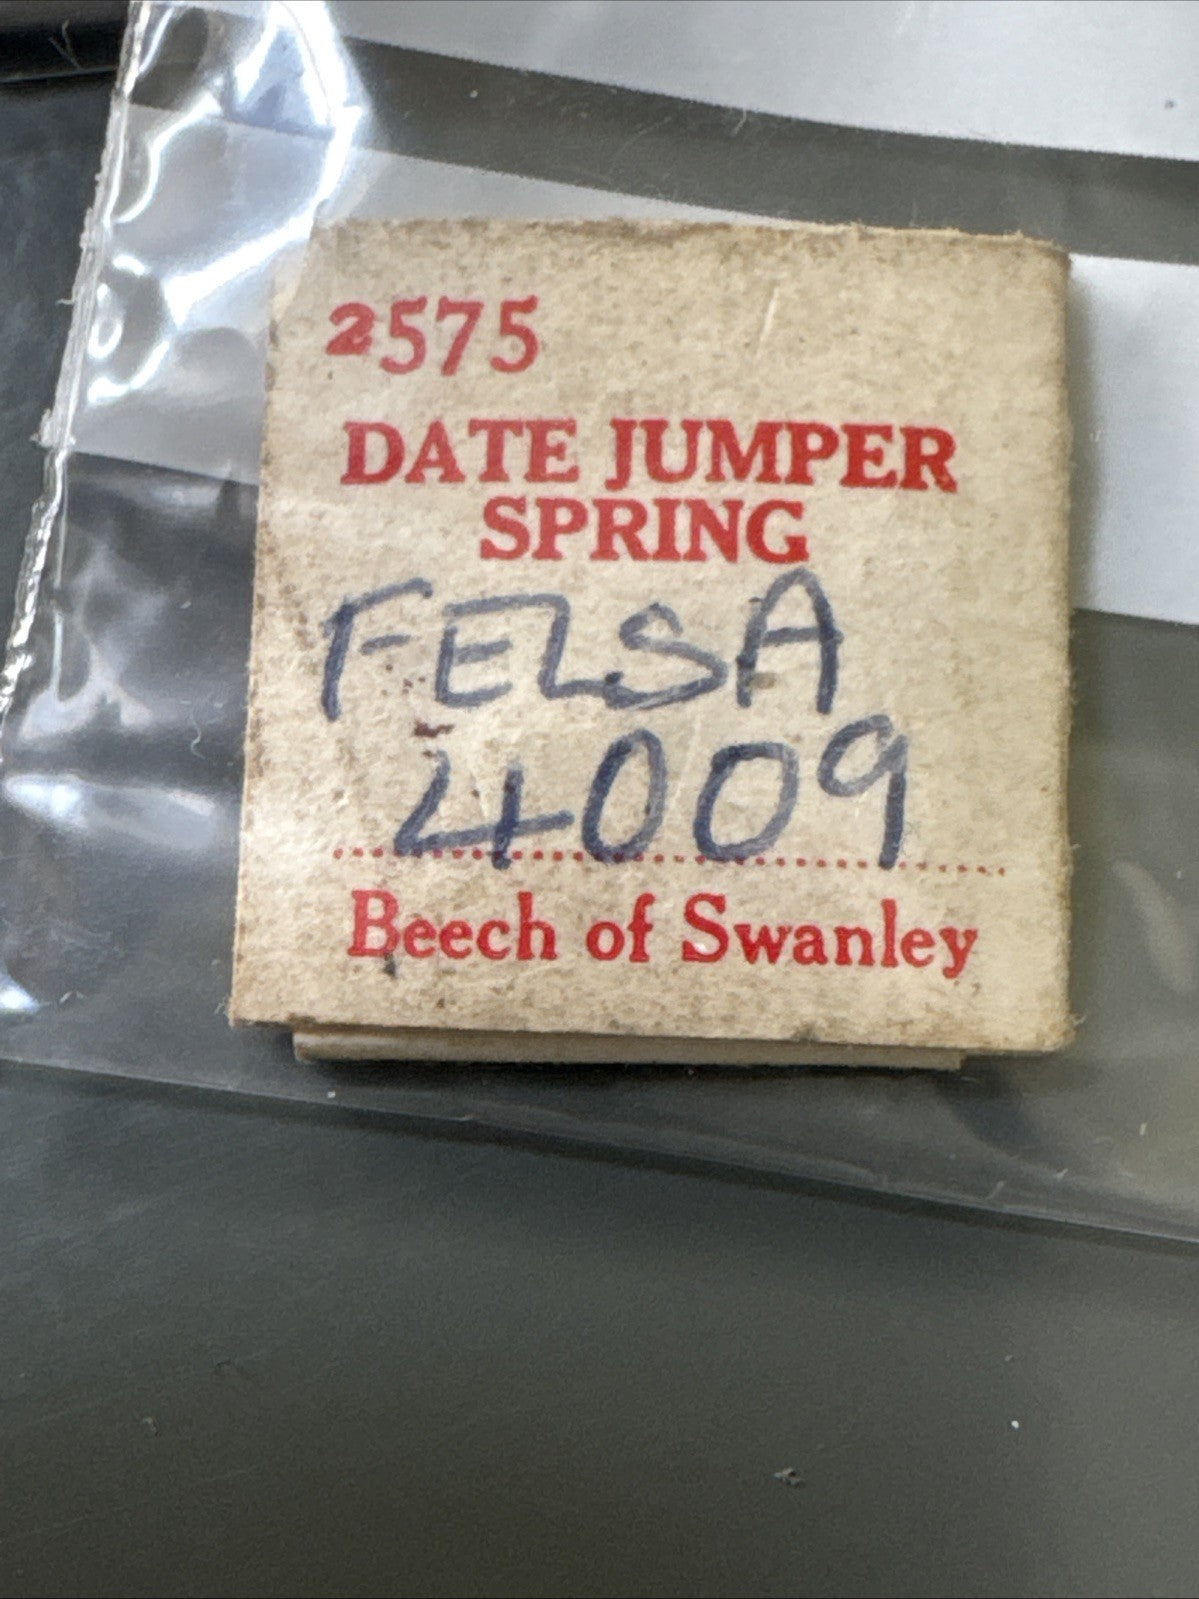 2575
DATE JUMPER
SPRING
FELSA
4009
Beech of Swanley